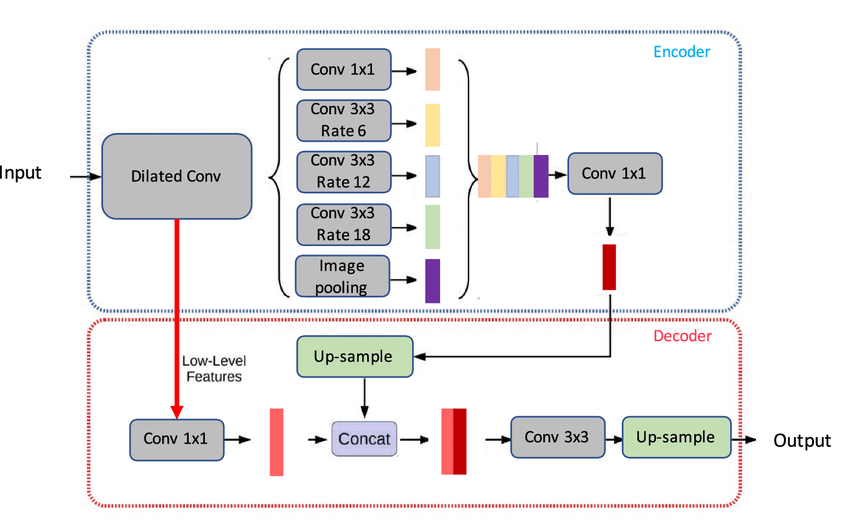 Encoder
Conv 1x1
Conv 3x3
Rate 6
Input
Dilated Conv
Conv 3x3
Rate 12
Conv 1x1
Conv 3x3
Rate 18
Image
pooling
Decoder
Low-Level
Features
Up-sample
Conv 1x1
Concat
Conv 3x3
Up-sample
Output